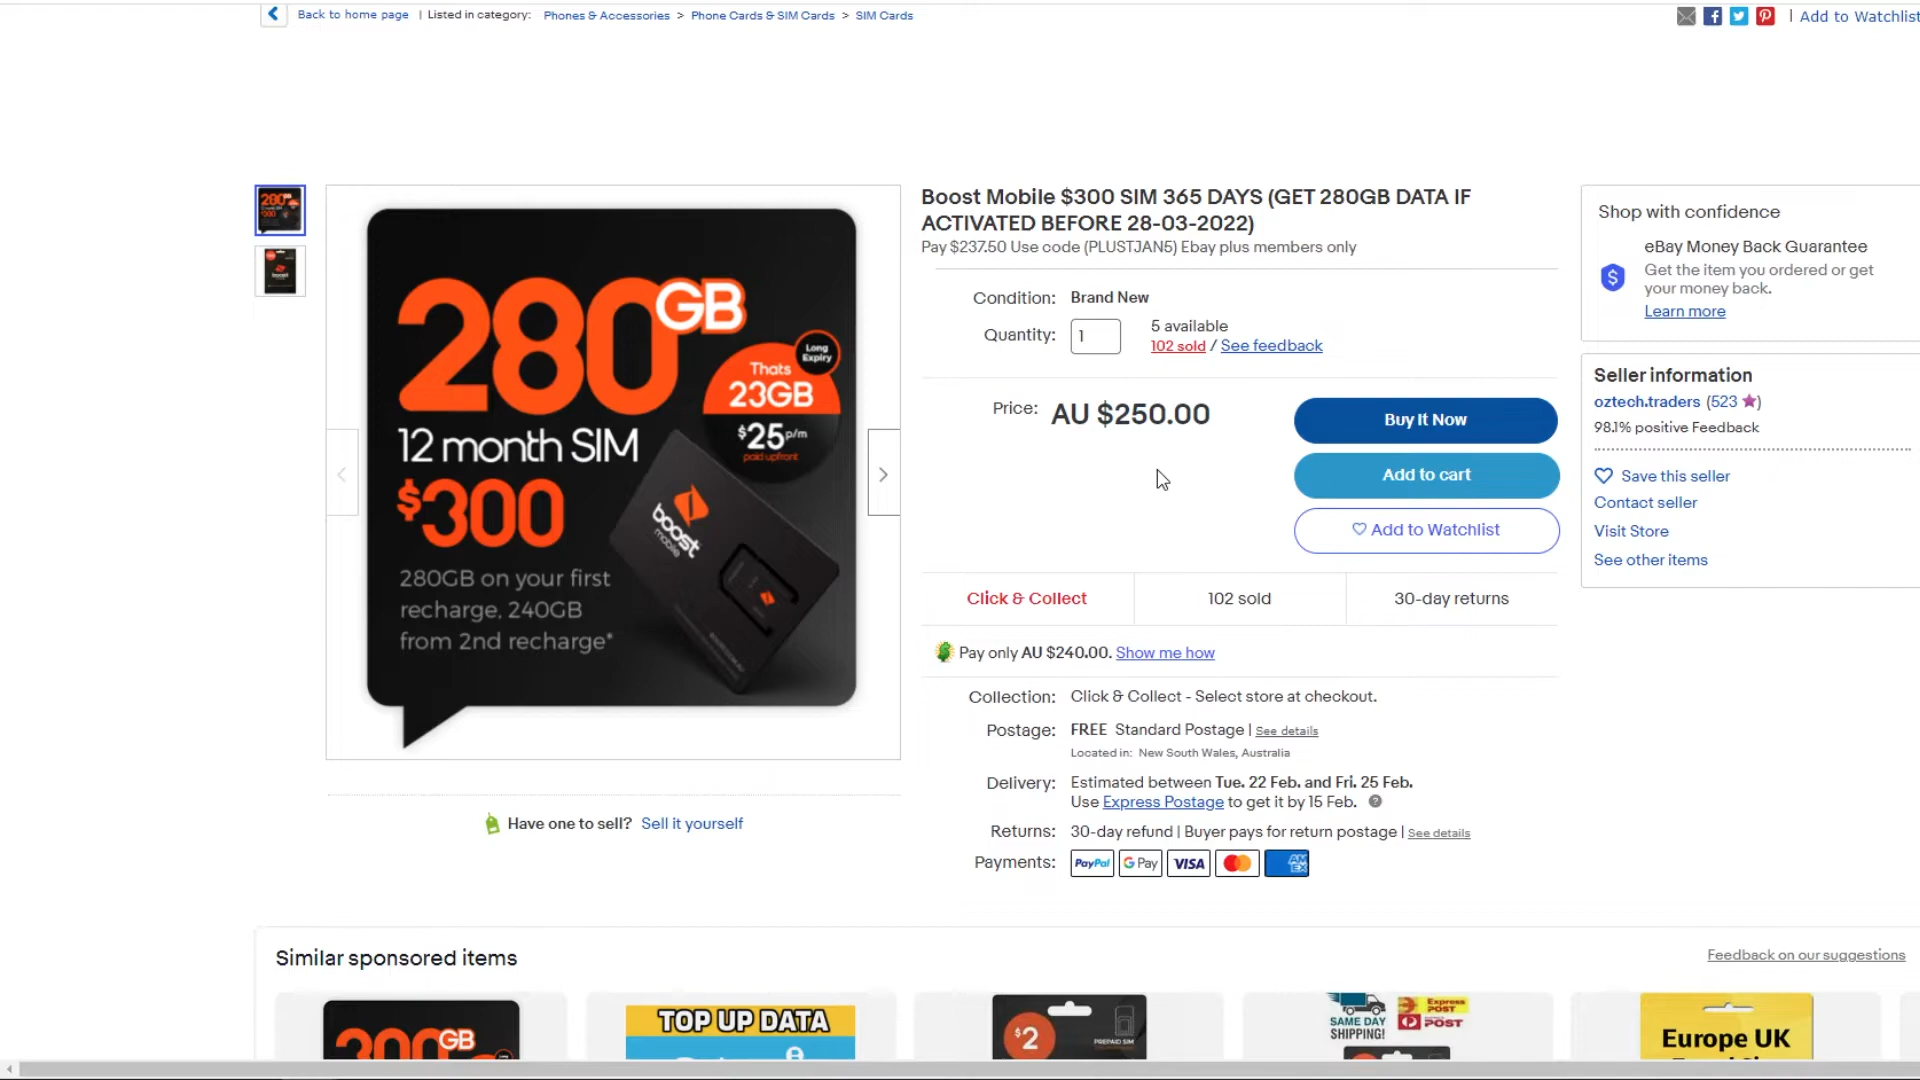 Back to home page | Listed in category: Phones & Accessories > Phone Cards & SIM Cards > SIM Cards
| Add to Watchlist
280GB
12 month SIM
$300
280GB on your first
recharge, 240GB
from 2nd recharge*
Long
Expiry
Thats
23GB
$25p/m
paid upfront
boost
mobile
Boost Mobile $300 SIM 365 DAYS (GET 280GB DATA IF
ACTIVATED BEFORE 28-03-2022)
Pay $237.50 Use code (PLUSTJAN5) Ebay plus members only
Condition: Brand New
Quantity: 1
5 available
102 sold / See feedback
Price: AU $250.00
Buy It Now
Add to cart
Add to Watchlist
Click & Collect
102 sold
30-day returns
Pay only AU $240.00. Show me how
Collection: Click & Collect - Select store at checkout.
Postage: FREE Standard Postage | See details
Located in: New South Wales, Australia
Delivery: Estimated between Tue. 22 Feb. and Fri. 25 Feb.
Use Express Postage to get it by 15 Feb. ?
Returns: 30-day refund | Buyer pays for return postage | See details
Payments: PayPal G Pay VISA AM EX
Shop with confidence
eBay Money Back Guarantee
Get the item you ordered or get
your money back.
Learn more
Seller information
oztech.traders (523)
98.1% positive Feedback
Save this seller
Contact seller
Visit Store
See other items
Have one to sell? Sell it yourself
Similar sponsored items
Feedback on our suggestions
300GB
TOP UP DATA
$2
PREPAID SIM
SAME DAY
SHIPPING!
Express
POST
POST
Europe UK